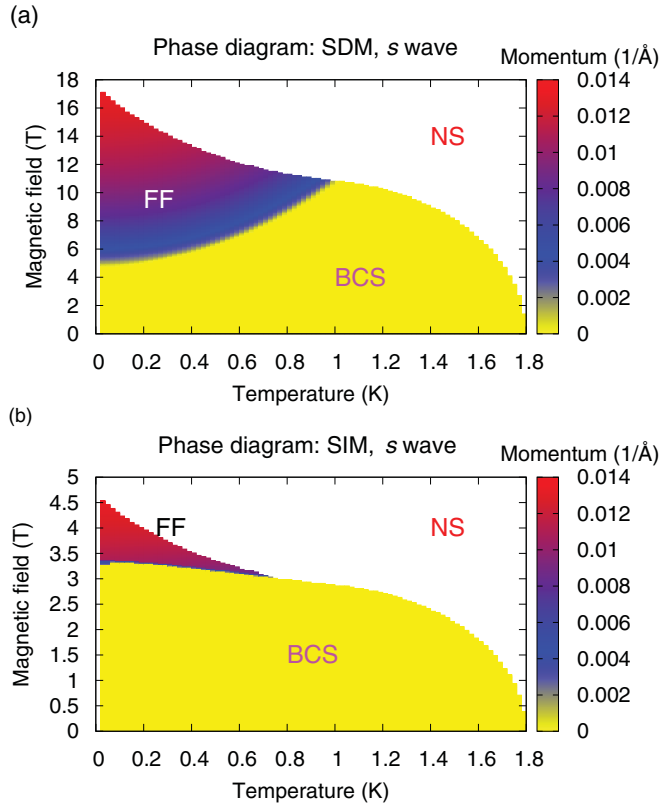 (a)
Phase diagram: SDM, s wave
Momentum (1/Å)
18
16
14
12
10
8
6
4
2
0
Magnetic field (T)
NS
FF
BCS
0.014
0.012
0.01
0.008
0.006
0.004
0.002
0
0 0.2 0.4 0.6 0.8 1 1.2 1.4 1.6 1.8
Temperature (K)
(b)
Phase diagram: SIM, s wave
Momentum (1/Å)
5
4.5
4
3.5
3
2.5
2
1.5
1
0.5
0
Magnetic field (T)
FF
NS
BCS
0.014
0.012
0.01
0.008
0.006
0.004
0.002
0
0 0.2 0.4 0.6 0.8 1 1.2 1.4 1.6 1.8
Temperature (K)